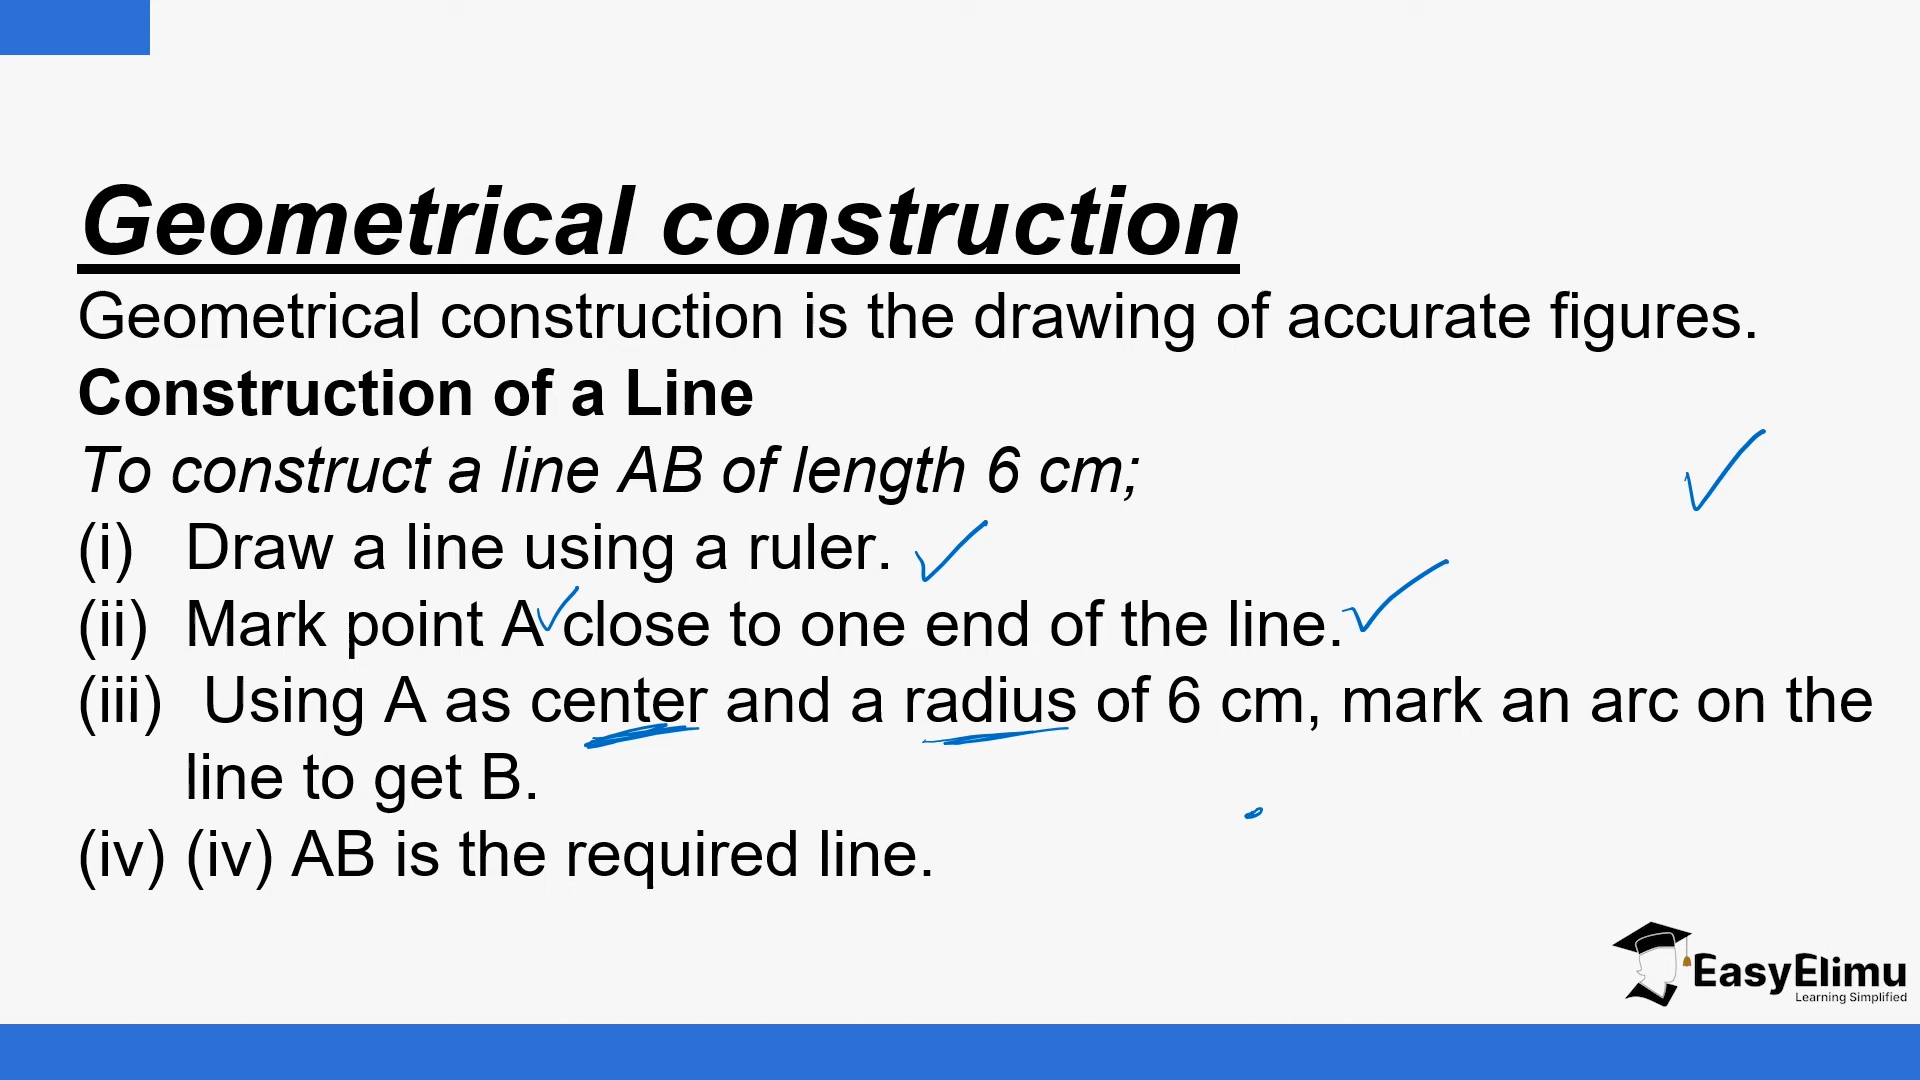 Geometrical construction
Geometrical construction is the drawing of accurate figures.
Construction of a Line
To construct a line AB of length 6 cm;
(i) Draw a line using a ruler.
(ii) Mark point A close to one end of the line.
(iii) Using A as center and a radius of 6 cm, mark an arc on the
line to get B.
(iv) (iv) AB is the required line.
EasyElimu
Learning Simplified